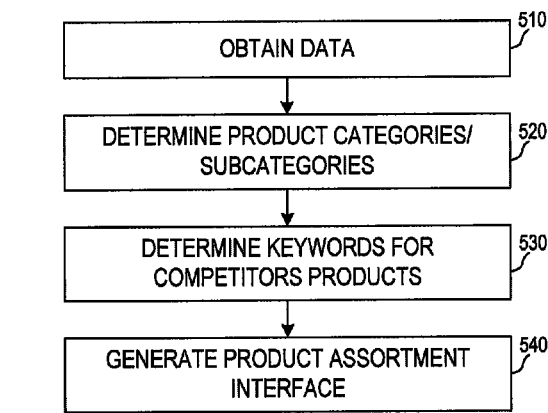 510
OBTAIN DATA
520
DETERMINE PRODUCT CATEGORIES/
SUBCATEGORIES
530
DETERMINE KEYWORDS FOR
COMPETITORS PRODUCTS
540
GENERATE PRODUCT ASSORTMENT
INTERFACE